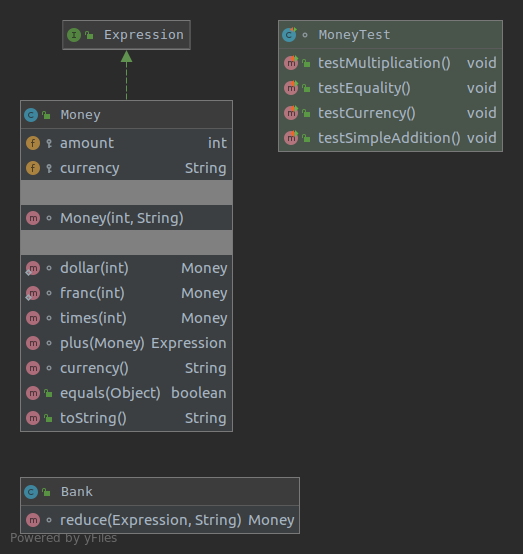 Expression
Money
amount int
currency String
Money(int, String)
dollar(int) Money
franc(int) Money
times(int) Money
plus(Money) Expression
currency() String
equals(Object) boolean
toString() String
Bank
reduce(Expression, String) Money
MoneyTest
testMultiplication() void
testEquality() void
testCurrency() void
testSimpleAddition() void
Powered by yFiles